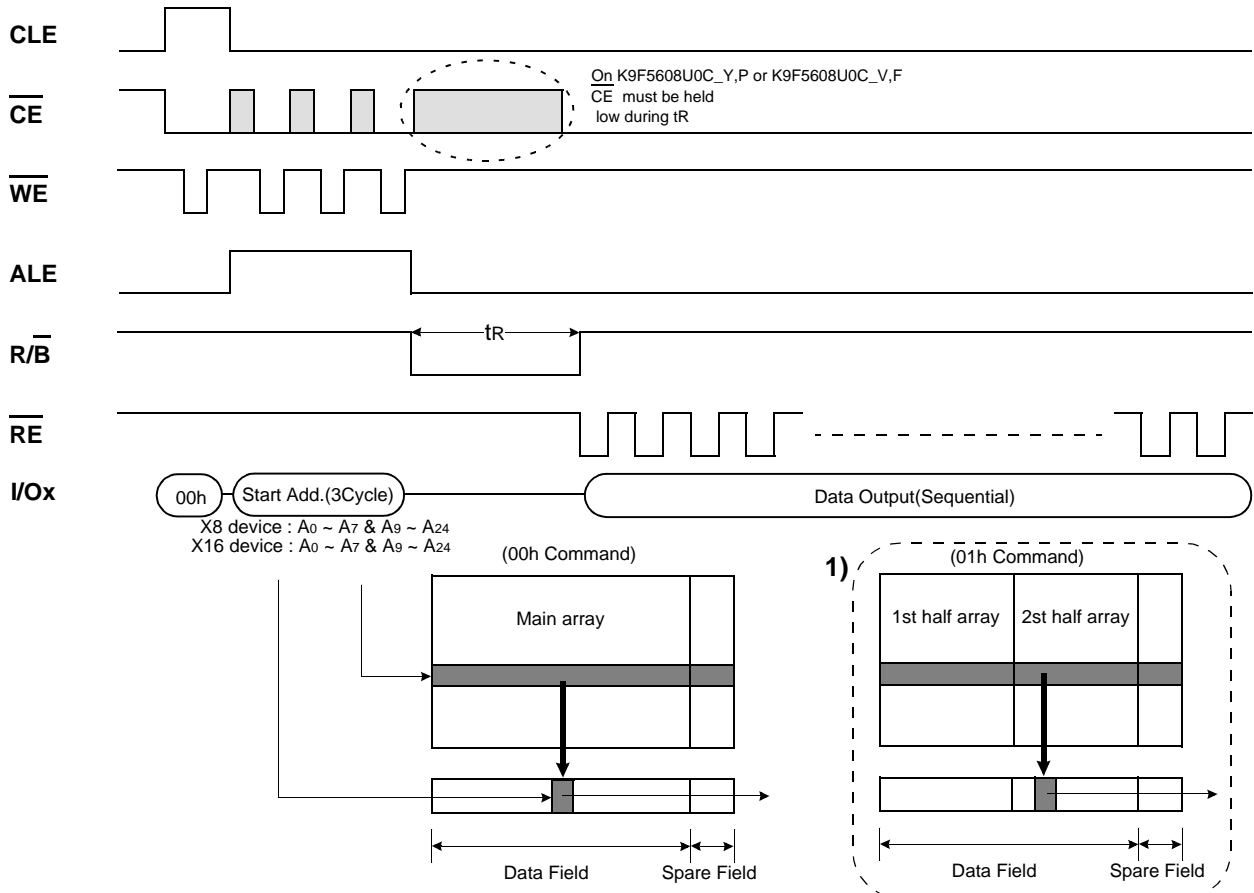 CLE
On K9F5608U0C_Y,P or K9F5608U0C_V,F
CE must be held
low during tR
CE
WE
ALE
tR
R/B
RE
I/Ox
00h
Start Add.(3Cycle)
Data Output(Sequential)
X8 device : A0 ~ A7 & A9 ~ A24
X16 device : A0 ~ A7 & A9 ~ A24
(00h Command)
Main array
Data Field
Spare Field
1)
(01h Command)
1st half array
2st half array
Data Field
Spare Field